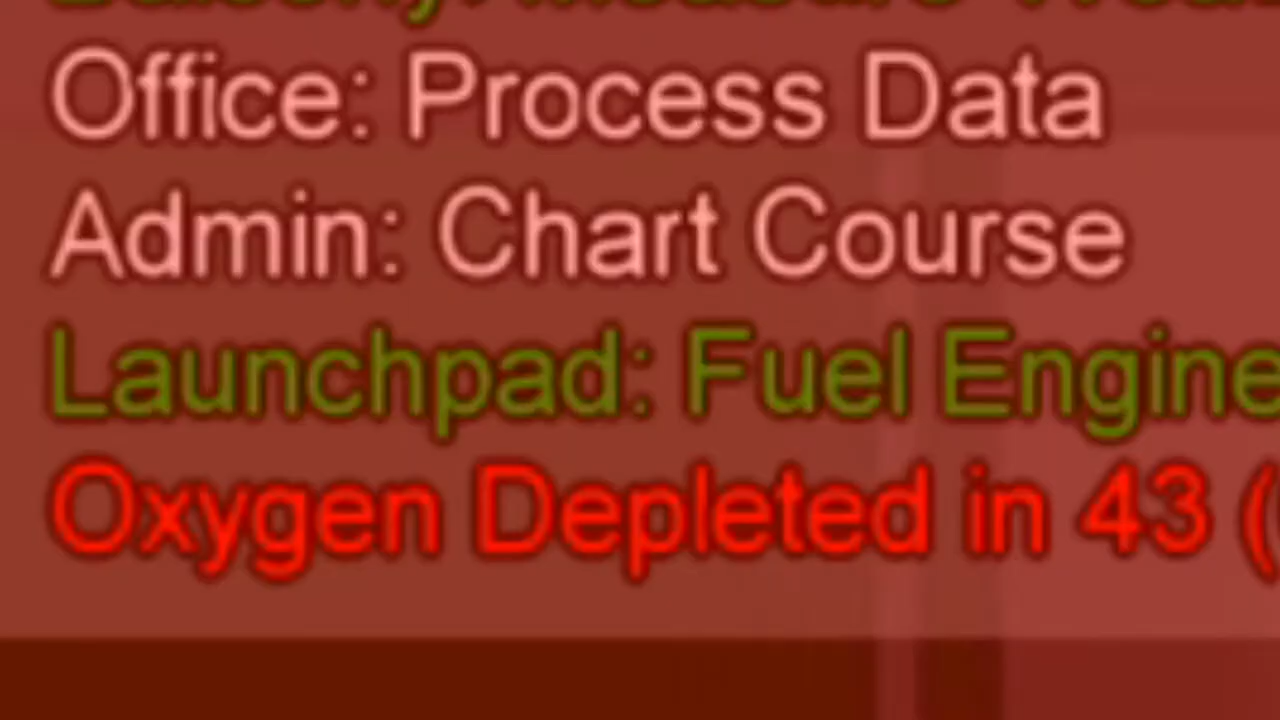 Office: Process Data
Admin: Chart Course
Launchpad: Fuel Engine
Oxygen Depleted in 43 (